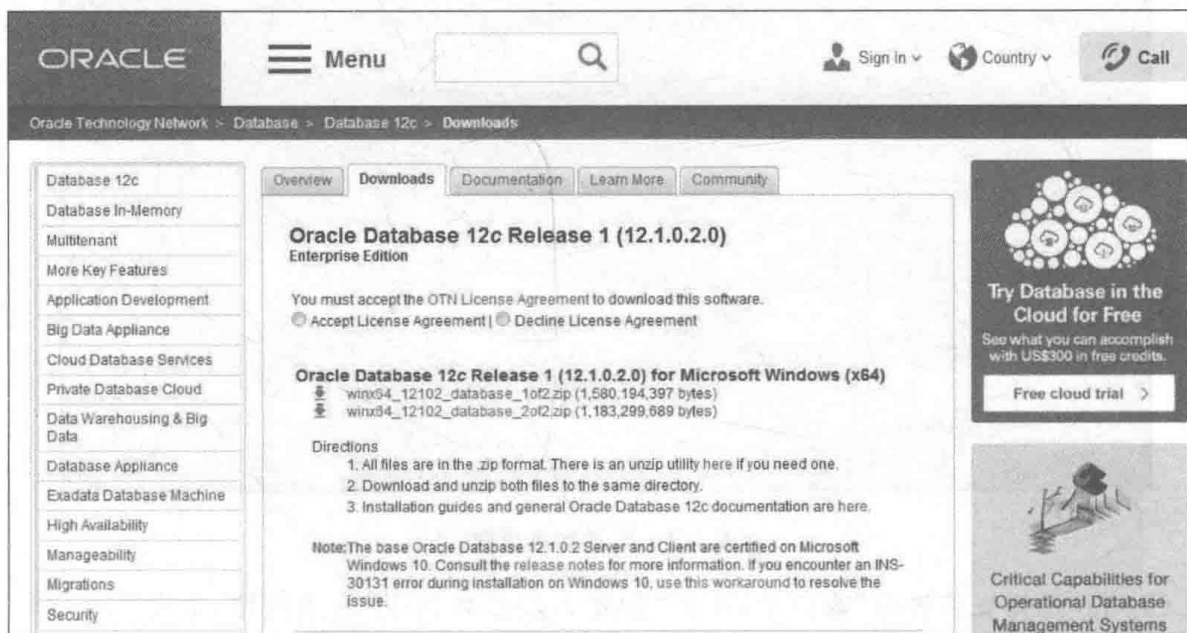 ORACLE
Menu
Sign In
Country
Call
Oracle Technology Network > Database > Database 12c > Downloads
Database 12c
Database In-Memory
Multitenant
More Key Features
Application Development
Big Data Appliance
Cloud Database Services
Private Database Cloud
Data Warehousing & Big
Data
Database Appliance
Exadata Database Machine
High Availability
Manageability
Migrations
Security
Overview
Downloads
Documentation
Learn More
Community
Oracle Database 12c Release 1 (12.1.0.2.0)
Enterprise Edition
You must accept the OTN License Agreement to download this software.
Accept License Agreement | Decline License Agreement
Oracle Database 12c Release 1 (12.1.0.2.0) for Microsoft Windows (x64)
winx64_12102_database_1of2.zip (1,580,194,397 bytes)
winx64_12102_database_2of2.zip (1,183,299,689 bytes)
Directions
1. All files are in the .zip format. There is an unzip utility here if you need one.
2. Download and unzip both files to the same directory.
3. Installation guides and general Oracle Database 12c documentation are here.
Note:The base Oracle Database 12.1.0.2 Server and Client are certified on Microsoft
Windows 10. Consult the release notes for more information. If you encounter an INS-
30131 error during installation on Windows 10, use this workaround to resolve the
issue.
Try Database in the
Cloud for Free
See what you can accomplish
with US$300 in free credits.
Free cloud trial >
Critical Capabilities for
Operational Database
Management Systems